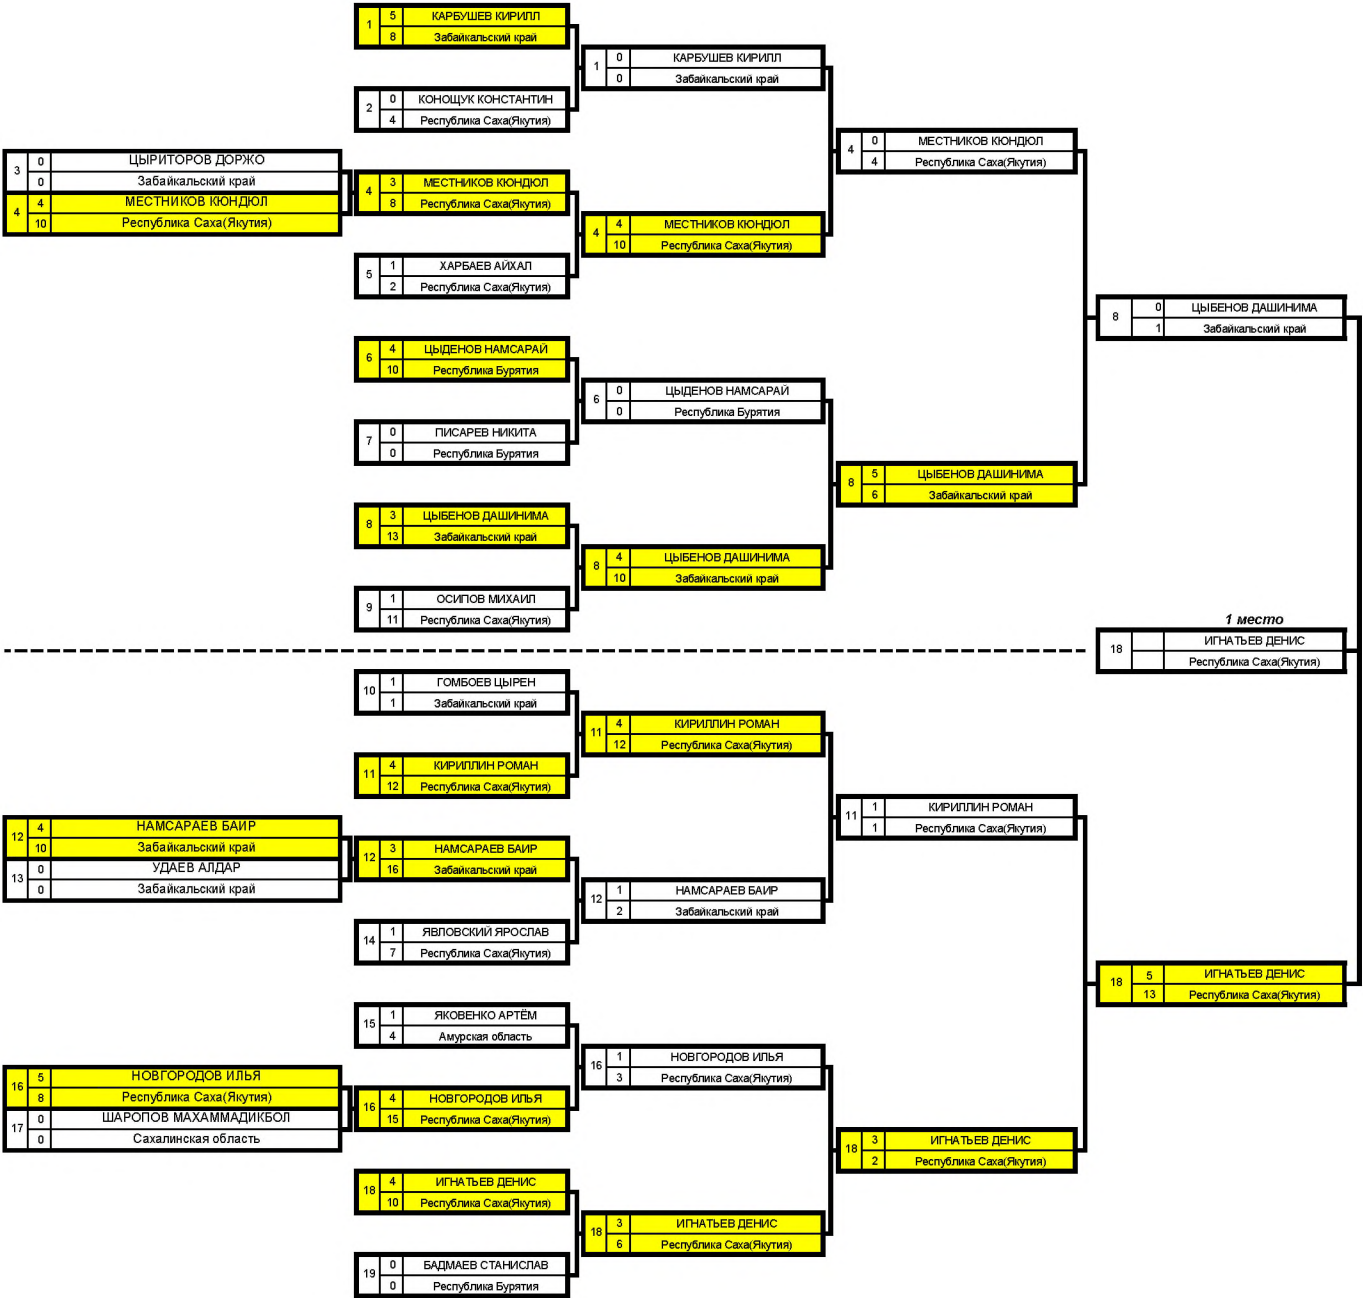 1 5 КАРБУШЕВ КИРИЛЛ
8 Забайкальский край
2 0 КОНОЩУК КОНСТАНТИН
4 Республика Саха(Якутия)
3 0 ЦЫРИТОРОВ ДОРЖО
0 Забайкальский край
4 4 МЕСТНИКОВ КЮНДЮЛ
10 Республика Саха(Якутия)
4 3 МЕСТНИКОВ КЮНДЮЛ
8 Республика Саха(Якутия)
5 1 ХАРБАЕВ АЙХАЛ
2 Республика Саха(Якутия)
6 4 ЦЫДЕНОВ НАМСАРАЙ
10 Республика Бурятия
7 0 ПИСАРЕВ НИКИТА
0 Республика Бурятия
8 3 ЦЫБЕНОВ ДАШИНИМА
13 Забайкальский край
9 1 ОСИПОВ МИХАИЛ
11 Республика Саха(Якутия)
1 0 КАРБУШЕВ КИРИЛЛ
0 Забайкальский край
4 4 МЕСТНИКОВ КЮНДЮЛ
10 Республика Саха(Якутия)
6 0 ЦЫДЕНОВ НАМСАРАЙ
0 Республика Бурятия
8 4 ЦЫБЕНОВ ДАШИНИМА
10 Забайкальский край
4 0 МЕСТНИКОВ КЮНДЮЛ
4 Республика Саха(Якутия)
8 5 ЦЫБЕНОВ ДАШИНИМА
6 Забайкальский край
8 0 ЦЫБЕНОВ ДАШИНИМА
1 Забайкальский край
1 место
18 ИГНАТЬЕВ ДЕНИС
Республика Саха(Якутия)
10 1 ГОМБОЕВ ЦЫРЕН
1 Забайкальский край
11 4 КИРИЛЛИН РОМАН
12 Республика Саха(Якутия)
12 4 НАМСАРАЕВ БАИР
10 Забайкальский край
13 0 УДАЕВ АЛДАР
0 Забайкальский край
12 3 НАМСАРАЕВ БАИР
16 Забайкальский край
14 1 ЯВЛОВСКИЙ ЯРОСЛАВ
7 Республика Саха(Якутия)
15 1 ЯКОВЕНКО АРТЁМ
4 Амурская область
16 5 НОВГОРОДОВ ИЛЬЯ
8 Республика Саха(Якутия)
17 0 ШАРОПОВ МАХАММАДИКБОЛ
0 Сахалинская область
16 4 НОВГОРОДОВ ИЛЬЯ
15 Республика Саха(Якутия)
18 4 ИГНАТЬЕВ ДЕНИС
10 Республика Саха(Якутия)
19 0 БАДМАЕВ СТАНИСЛАВ
0 Республика Бурятия
11 4 КИРИЛЛИН РОМАН
12 Республика Саха(Якутия)
12 1 НАМСАРАЕВ БАИР
2 Забайкальский край
16 1 НОВГОРОДОВ ИЛЬЯ
3 Республика Саха(Якутия)
18 3 ИГНАТЬЕВ ДЕНИС
6 Республика Саха(Якутия)
11 1 КИРИЛЛИН РОМАН
1 Республика Саха(Якутия)
18 3 ИГНАТЬЕВ ДЕНИС
2 Республика Саха(Якутия)
18 5 ИГНАТЬЕВ ДЕНИС
13 Республика Саха(Якутия)